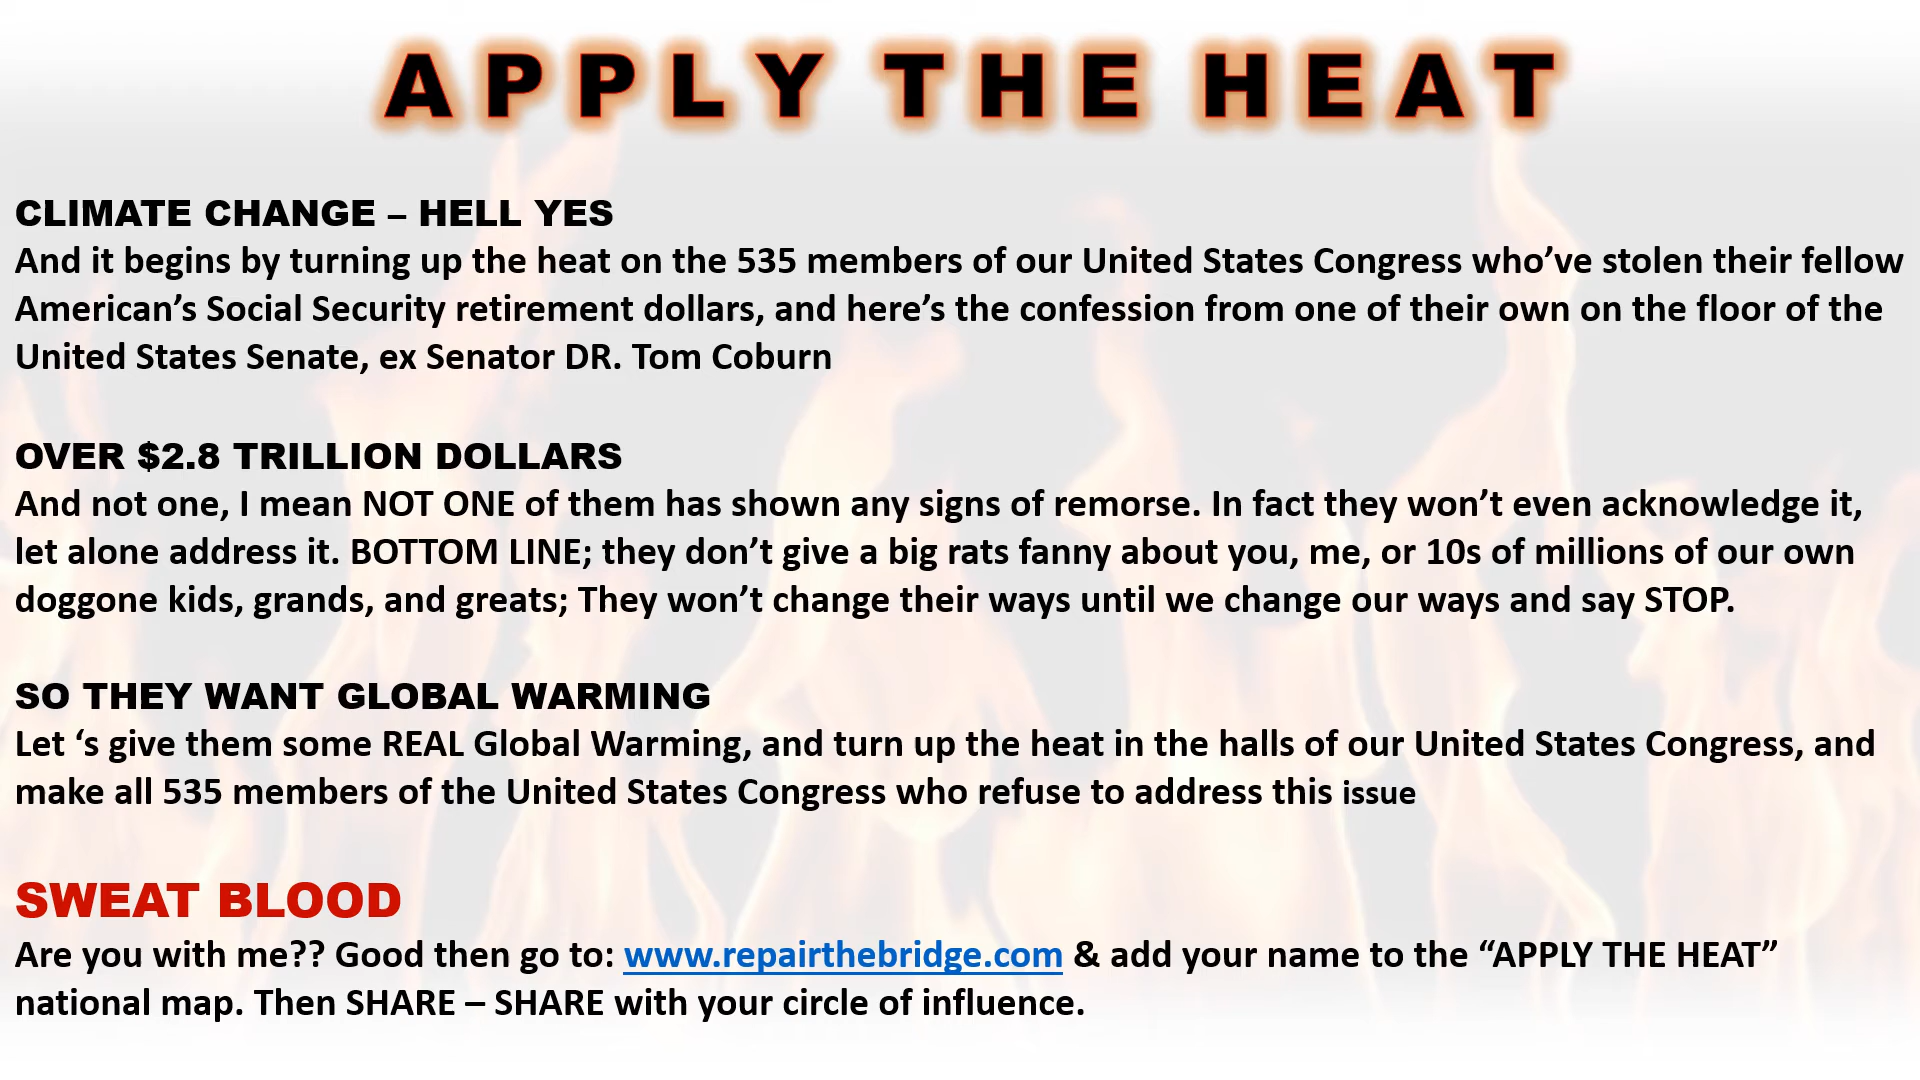 APPLY THE HEAT
CLIMATE CHANGE – HELL YES
And it begins by turning up the heat on the 535 members of our United States Congress who’ve stolen their fellow
American’s Social Security retirement dollars, and here’s the confession from one of their own on the floor of the
United States Senate, ex Senator DR. Tom Coburn
OVER $2.8 TRILLION DOLLARS
And not one, I mean NOT ONE of them has shown any signs of remorse. In fact they won’t even acknowledge it,
let alone address it. BOTTOM LINE; they don’t give a big rats fanny about you, me, or 10s of millions of our own
doggone kids, grands, and greats; They won’t change their ways until we change our ways and say STOP.
SO THEY WANT GLOBAL WARMING
Let ‘s give them some REAL Global Warming, and turn up the heat in the halls of our United States Congress, and
make all 535 members of the United States Congress who refuse to address this issue
SWEAT BLOOD
Are you with me?? Good then go to: www.repairthebridge.com & add your name to the “APPLY THE HEAT”
national map. Then SHARE – SHARE with your circle of influence.